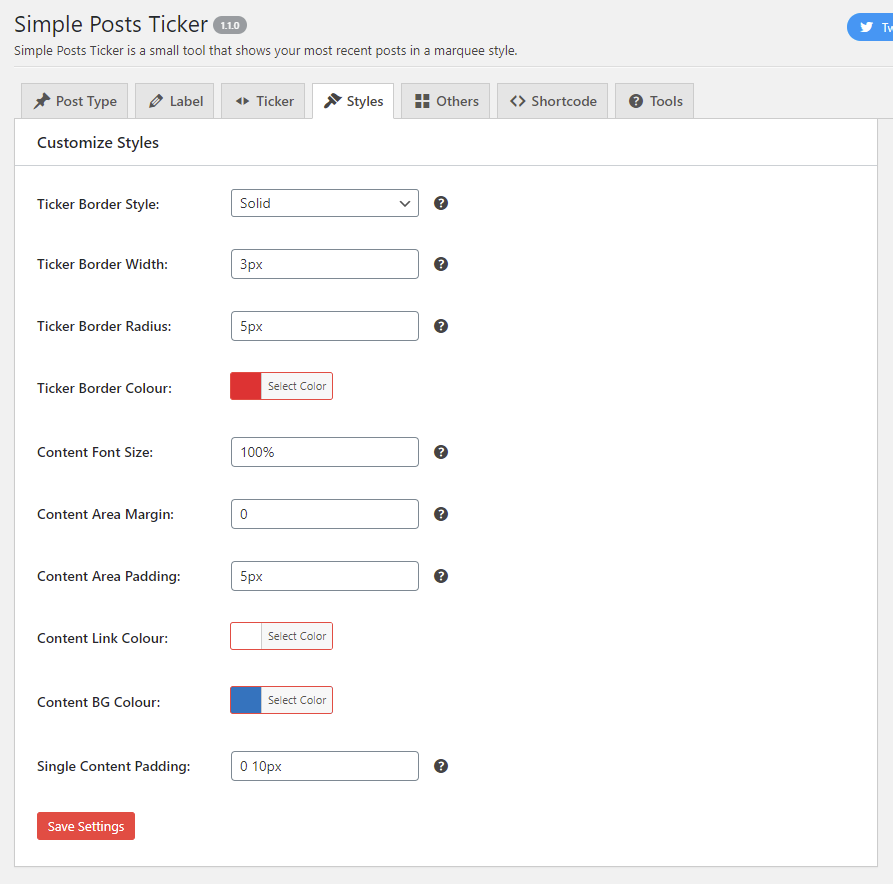 Simple Posts Ticker 1.1.0
Simple Posts Ticker is a small tool that shows your most recent posts in a marquee style.
Post Type Label Ticker Styles Others Shortcode Tools
Customize Styles
Ticker Border Style: Solid
Ticker Border Width: 3px
Ticker Border Radius: 5px
Ticker Border Colour: Select Color
Content Font Size: 100%
Content Area Margin: 0
Content Area Padding: 5px
Content Link Colour: Select Color
Content BG Colour: Select Color
Single Content Padding: 0 10px
Save Settings